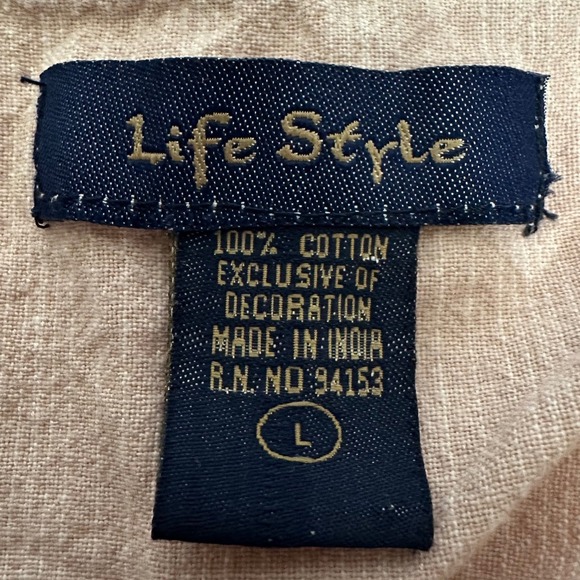 Life Style
100% COTTON
EXCLUSIVE OF
DECORATION
MADE IN INDIA
R.N. NO 94153
L